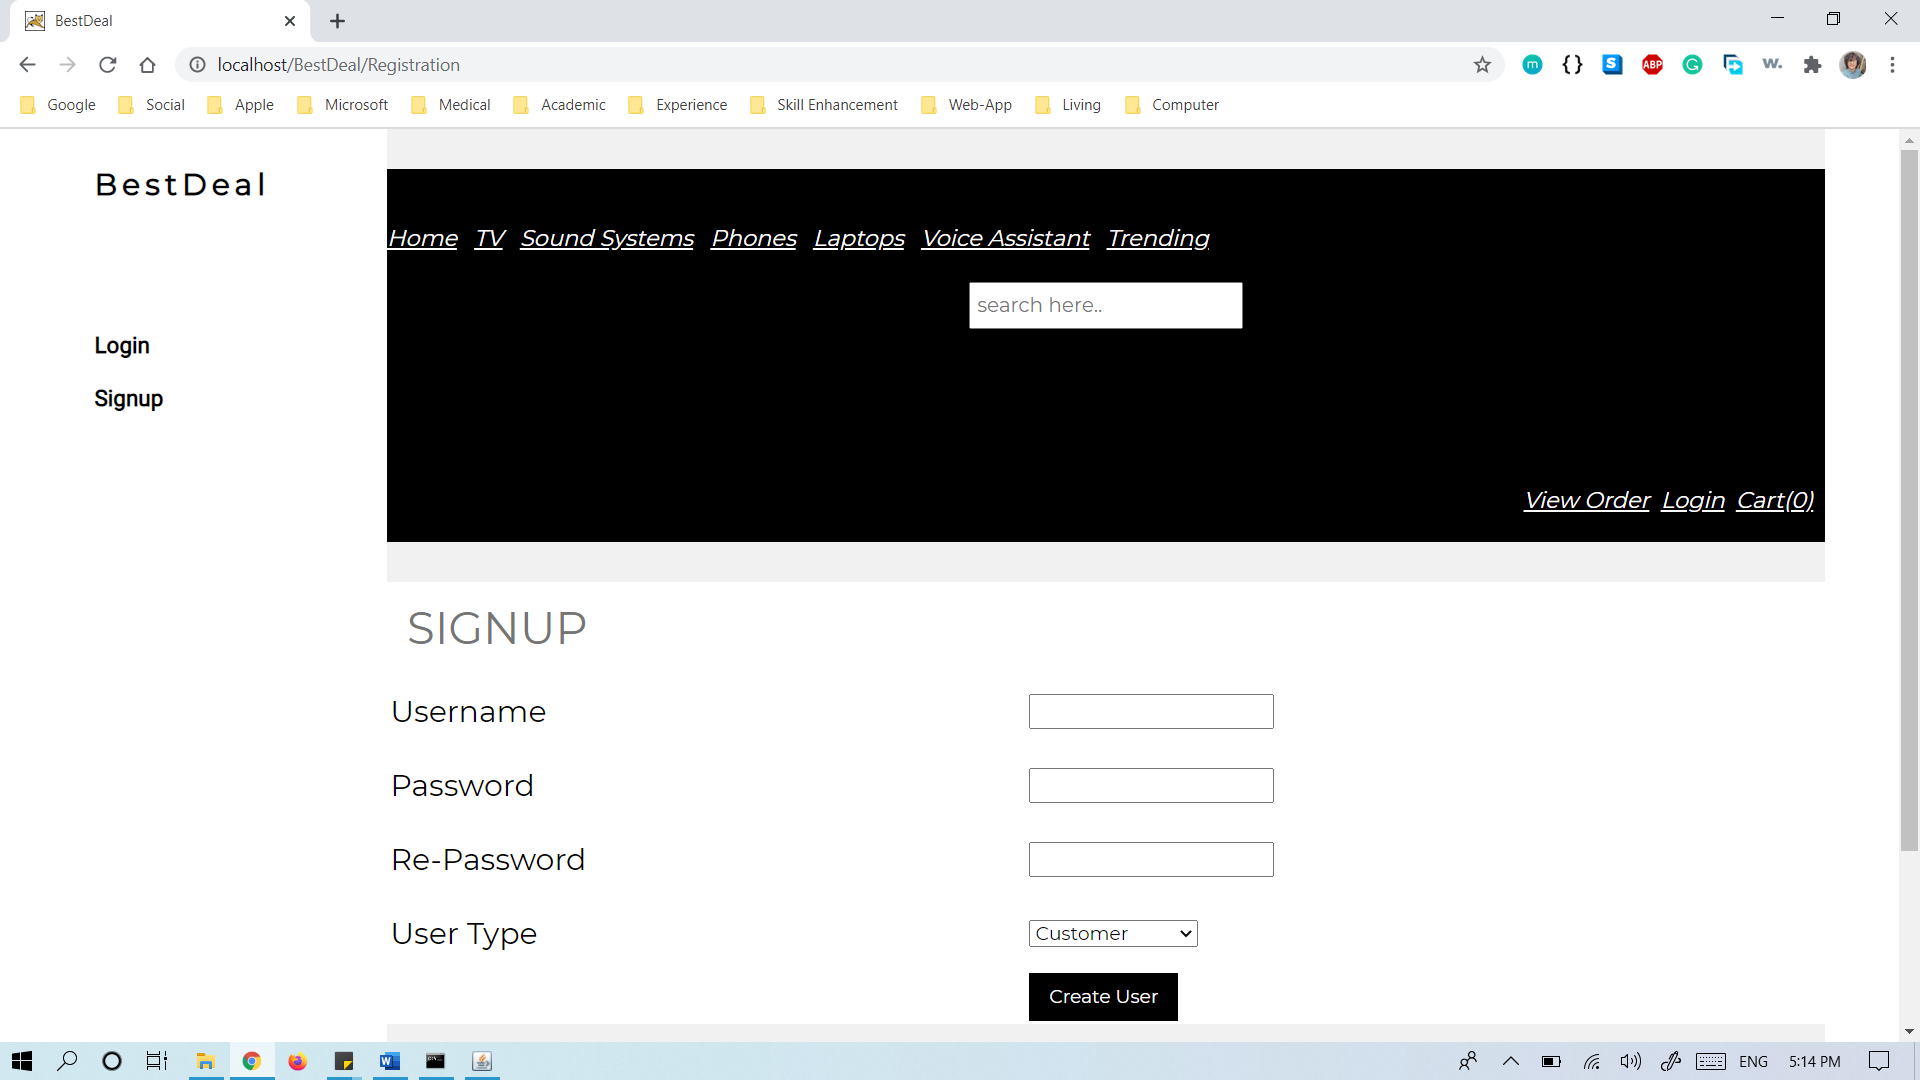 BestDeal
localhost/BestDeal/Registration
m {} S ABP G w.
Google Social Apple Microsoft Medical Academic Experience Skill Enhancement Web-App Living Computer
BestDeal
Home TV Sound Systems Phones Laptops Voice Assistant Trending
search here..
Login
Signup
View Order Login Cart(0)
SIGNUP
Username
Password
Re-Password
User Type Customer
Create User
ENG 5:14 PM